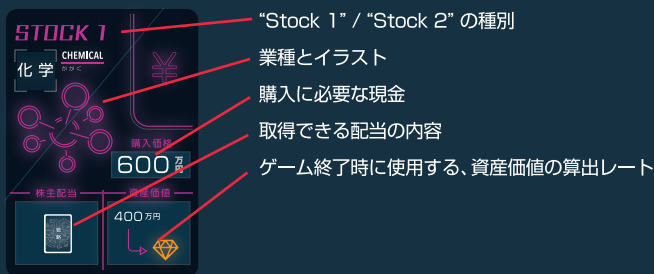 STOCK 1
化学
CHEMICAL
かがく
¥
購入価格
600万円
株主配当
資産価値
400万円
“Stock 1” / “Stock 2” の種別
業種とイラスト
購入に必要な現金
取得できる配当の内容
ゲーム終了時に使用する、資産価値の算出レート